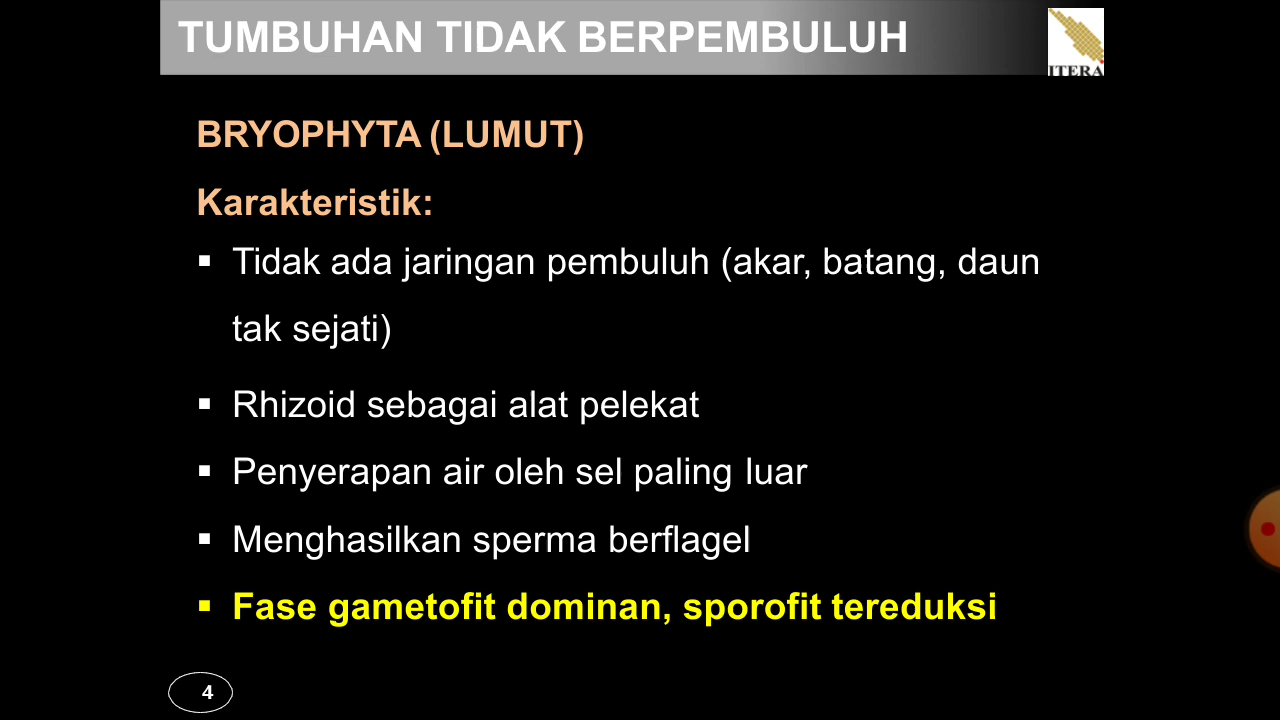 TUMBUHAN TIDAK BERPEMBULUH
ITERA
BRYOPHYTA (LUMUT)
Karakteristik:
▪ Tidak ada jaringan pembuluh (akar, batang, daun
tak sejati)
▪ Rhizoid sebagai alat pelekat
▪ Penyerapan air oleh sel paling luar
▪ Menghasilkan sperma berflagel
▪ Fase gametofit dominan, sporofit tereduksi
4